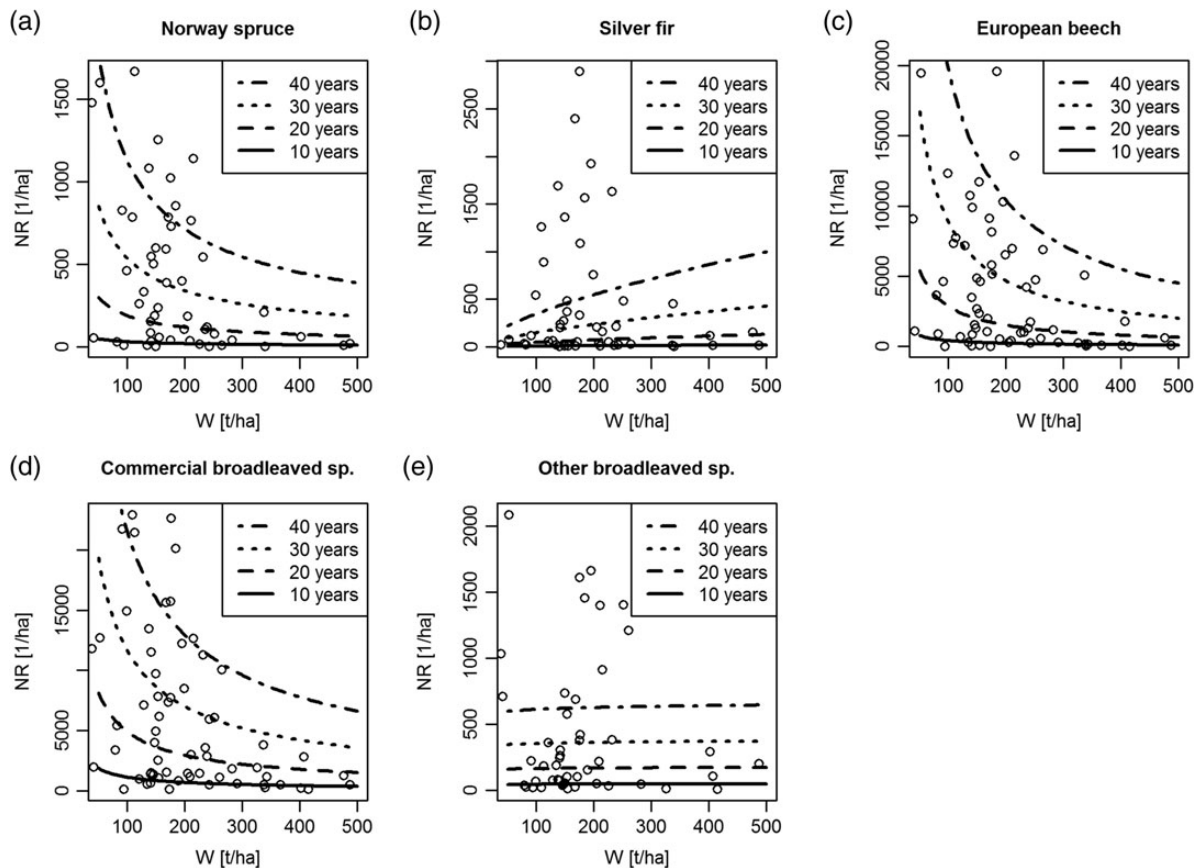 (a)
Norway spruce
NR [1/ha]
0 500 1000 1500
40 years
30 years
20 years
10 years
100 200 300 400 500
W [t/ha]
(b)
Silver fir
NR [1/ha]
0 500 1500 2500
40 years
30 years
20 years
10 years
100 200 300 400 500
W [t/ha]
(c)
European beech
NR [1/ha]
0 5000 10000 15000 20000
40 years
30 years
20 years
10 years
100 200 300 400 500
W [t/ha]
(d)
Commercial broadleaved sp.
NR [1/ha]
0 5000 15000
40 years
30 years
20 years
10 years
100 200 300 400 500
W [t/ha]
(e)
Other broadleaved sp.
NR [1/ha]
0 500 1000 1500 2000
40 years
30 years
20 years
10 years
100 200 300 400 500
W [t/ha]